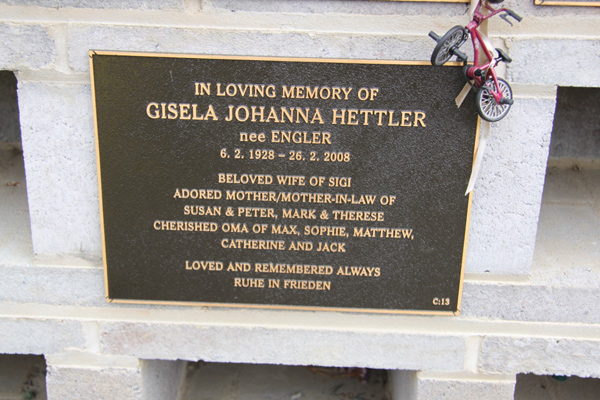 IN LOVING MEMORY OF
GISELA JOHANNA HETTLER
nee ENGLER
6. 2. 1928 – 26. 2. 2008
BELOVED WIFE OF SIGI
ADORED MOTHER/MOTHER-IN-LAW OF
SUSAN & PETER, MARK & THERESE
CHERISHED OMA OF MAX, SOPHIE, MATTHEW,
CATHERINE AND JACK
LOVED AND REMEMBERED ALWAYS
RUHE IN FRIEDEN
C:13